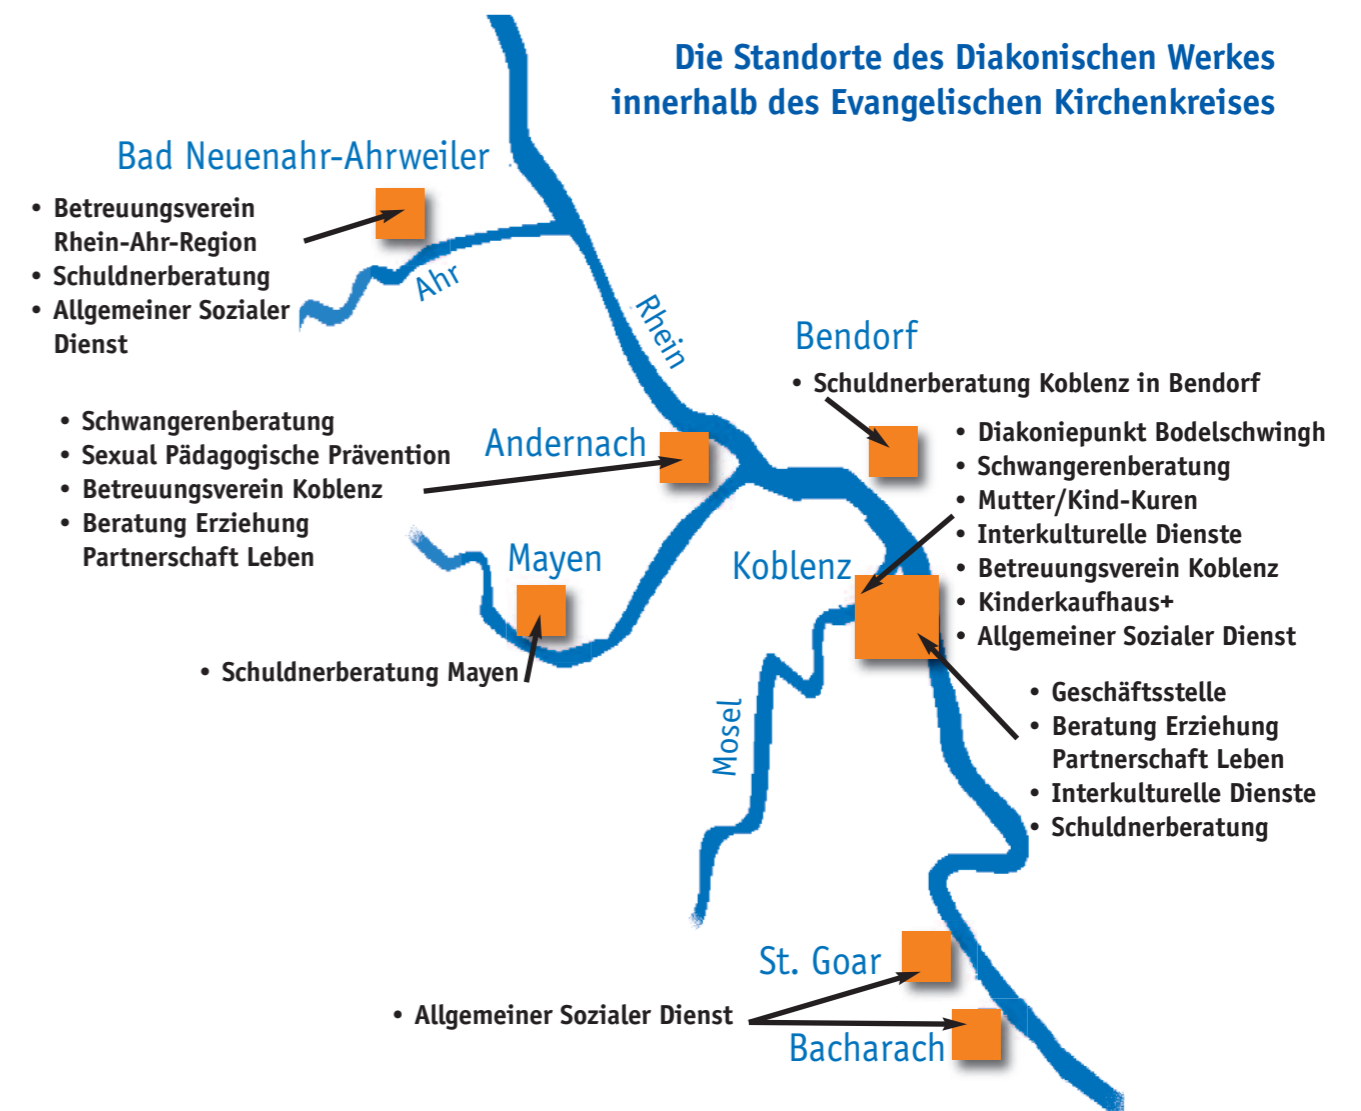 Die Standorte des Diakonischen Werkes
innerhalb des Evangelischen Kirchenkreises
Bad Neuenahr-Ahrweiler
• Betreuungsverein
Rhein-Ahr-Region
• Schuldnerberatung
• Allgemeiner Sozialer
Dienst
Ahr
Rhein
Bendorf
• Schuldnerberatung Koblenz in Bendorf
• Schwangerenberatung
• Sexual Pädagogische Prävention
• Betreuungsverein Koblenz
• Beratung Erziehung
Partnerschaft Leben
Andernach
• Diakoniepunkt Bodelschwingh
• Schwangerenberatung
• Mutter/Kind-Kuren
• Interkulturelle Dienste
• Betreuungsverein Koblenz
• Kinderkaufhaus+
• Allgemeiner Sozialer Dienst
Mayen
Koblenz
• Schuldnerberatung Mayen
• Geschäftsstelle
• Beratung Erziehung
Partnerschaft Leben
• Interkulturelle Dienste
• Schuldnerberatung
Mosel
St. Goar
• Allgemeiner Sozialer Dienst
Bacharach